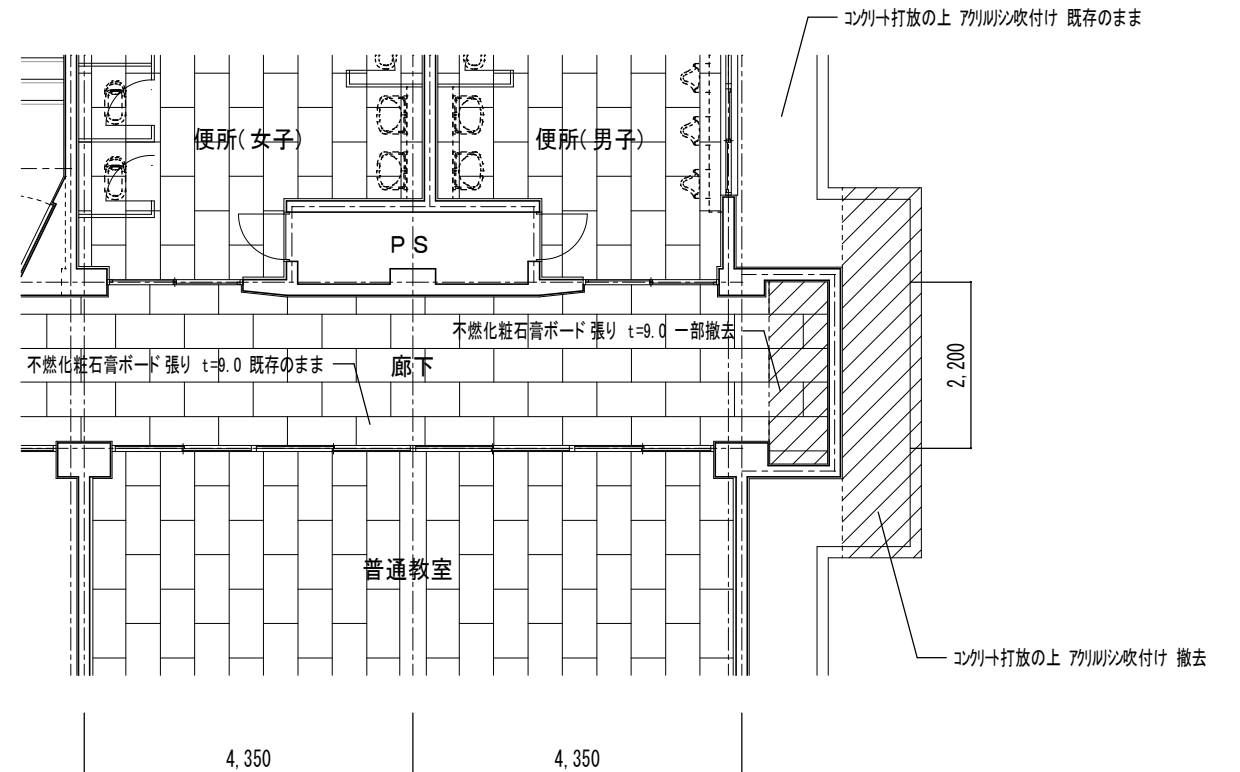 コンクリート打放の上 アクリルリシン吹付け 既存のまま
便所(女子)
便所(男子)
PS
不燃化粧石膏ボード張り t=9.0 一部撤去
不燃化粧石膏ボード張り t=9.0 既存のまま
廊下
2,200
普通教室
コンクリート打放の上 アクリルリシン吹付け 撤去
4,350
4,350